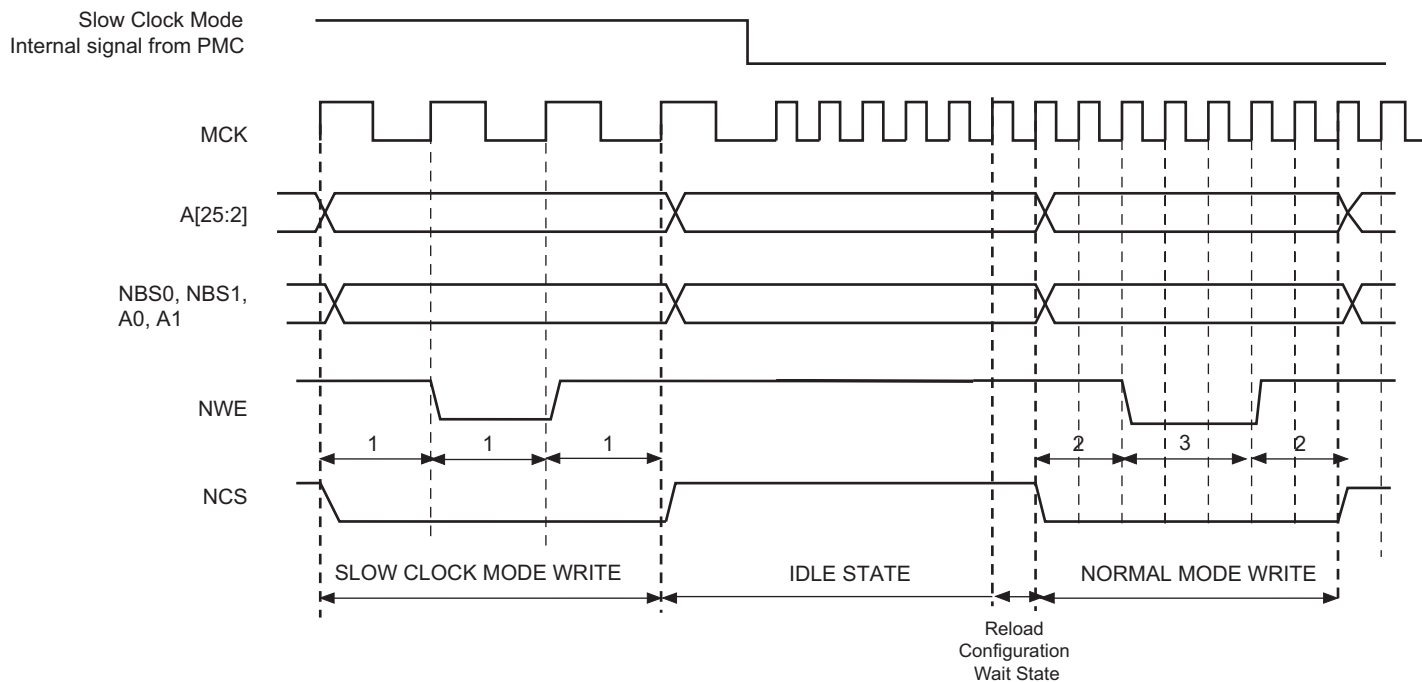 Slow Clock Mode
Internal signal from PMC
MCK
A[25:2]
NBS0, NBS1,
A0, A1
NWE
1 1 1 2 3 2
NCS
SLOW CLOCK MODE WRITE IDLE STATE NORMAL MODE WRITE
Reload
Configuration
Wait State